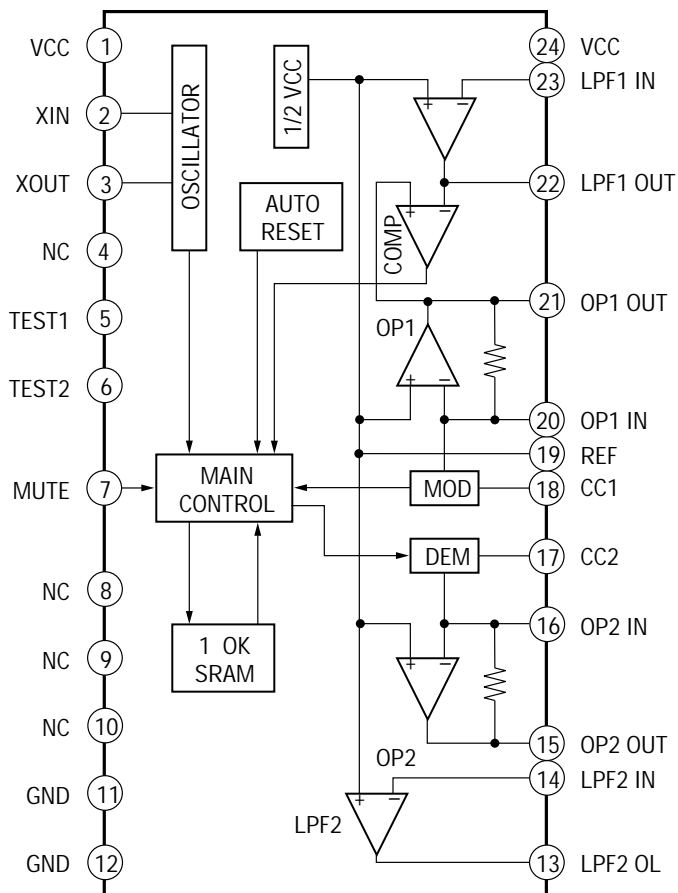 VCC 1
XIN 2
XOUT 3
NC 4
TEST1 5
TEST2 6
MUTE 7
NC 8
NC 9
NC 10
GND 11
GND 12
OSCILLATOR
1/2 VCC
AUTO
RESET
+ −
+ −
COMP
OP1
+ −
MAIN
CONTROL
MOD
DEM
1 OK
SRAM
+ −
OP2
+ −
LPF2
24 VCC
23 LPF1 IN
22 LPF1 OUT
21 OP1 OUT
20 OP1 IN
19 REF
18 CC1
17 CC2
16 OP2 IN
15 OP2 OUT
14 LPF2 IN
13 LPF2 OL